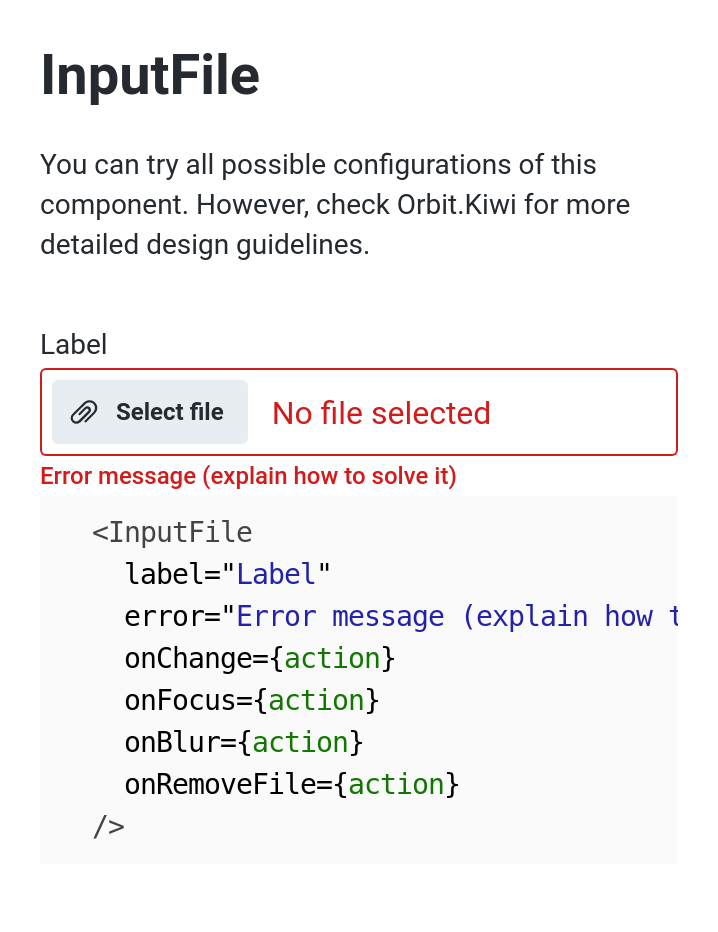 InputFile
You can try all possible configurations of this
component. However, check Orbit.Kiwi for more
detailed design guidelines.
Label
Select file No file selected
Error message (explain how to solve it)
<InputFile
label="Label"
error="Error message (explain how t
onChange={action}
onFocus={action}
onBlur={action}
onRemoveFile={action}
/>